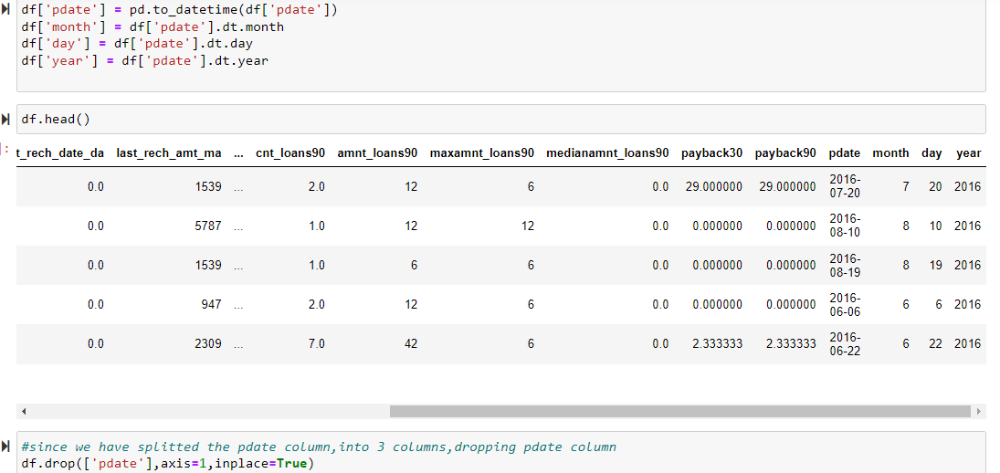 df['pdate'] = pd.to_datetime(df['pdate'])
df['month'] = df['pdate'].dt.month
df['day'] = df['pdate'].dt.day
df['year'] = df['pdate'].dt.year
df.head()
: t_rech_date_da last_rech_amt_ma ... cnt_loans90 amnt_loans90 maxamnt_loans90 medianamnt_loans90 payback30 payback90 pdate month day year
0.0 1539 ... 2.0 12 6 0.0 29.000000 29.000000 2016-07-20 7 20 2016
0.0 5787 ... 1.0 12 12 0.0 0.000000 0.000000 2016-08-10 8 10 2016
0.0 1539 ... 1.0 6 6 0.0 0.000000 0.000000 2016-08-19 8 19 2016
0.0 947 ... 2.0 12 6 0.0 0.000000 0.000000 2016-06-06 6 6 2016
0.0 2309 ... 7.0 42 6 0.0 2.333333 2.333333 2016-06-22 6 22 2016
#since we have splitted the pdate column,into 3 columns,dropping pdate column
df.drop(['pdate'],axis=1,inplace=True)